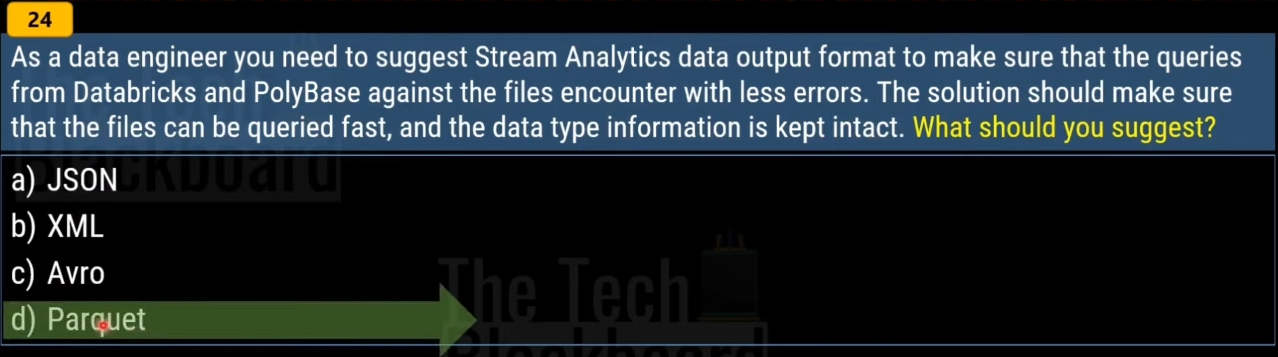 24
As a data engineer you need to suggest Stream Analytics data output format to make sure that the queries
from Databricks and PolyBase against the files encounter with less errors. The solution should make sure
that the files can be queried fast, and the data type information is kept intact. What should you suggest?
a) JSON
b) XML
c) Avro
d) Parquet
The Tech
Blackboard